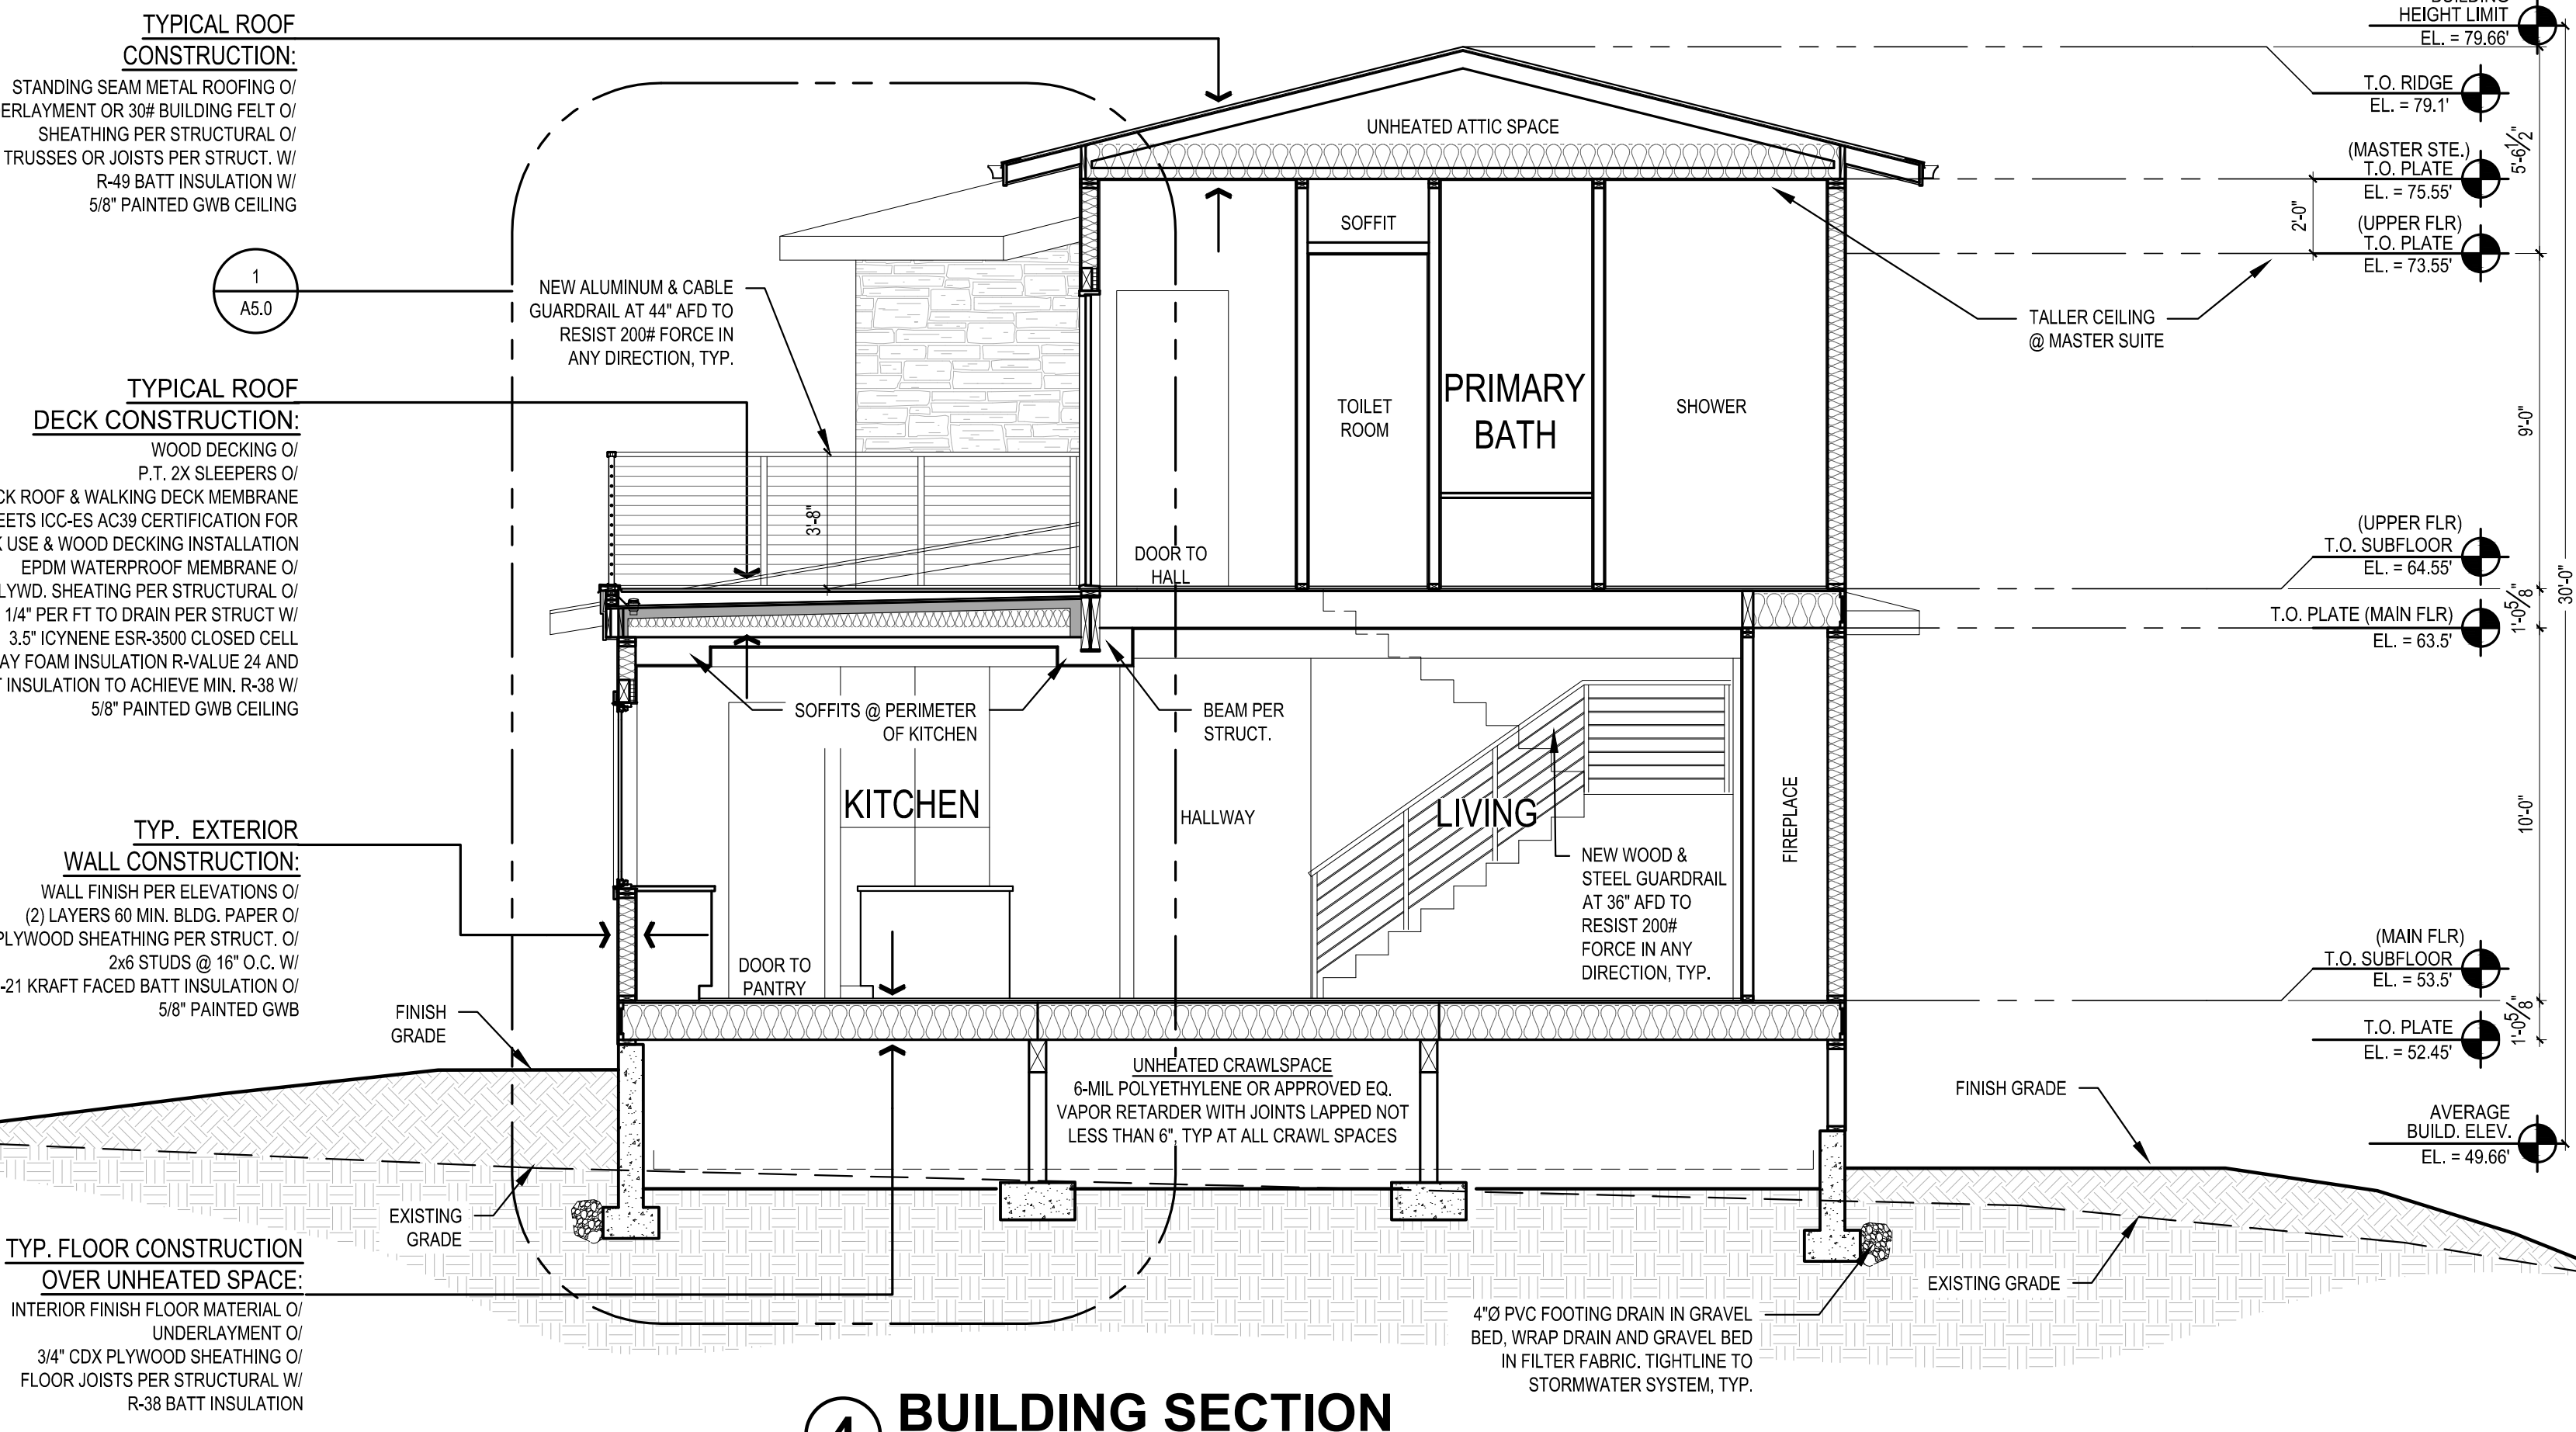 TYPICAL ROOF
CONSTRUCTION:
STANDING SEAM METAL ROOFING O/
ERLAYMENT OR 30# BUILDING FELT O/
SHEATHING PER STRUCTURAL O/
TRUSSES OR JOISTS PER STRUCT. W/
R-49 BATT INSULATION W/
5/8" PAINTED GWB CEILING
1
A5.0
TYPICAL ROOF
DECK CONSTRUCTION:
WOOD DECKING O/
P.T. 2X SLEEPERS O/
CK ROOF & WALKING DECK MEMBRANE
EETS ICC-ES AC39 CERTIFICATION FOR
K USE & WOOD DECKING INSTALLATION
EPDM WATERPROOF MEMBRANE O/
LYWD. SHEATING PER STRUCTURAL O/
1/4" PER FT TO DRAIN PER STRUCT W/
3.5" ICYNENE ESR-3500 CLOSED CELL
AY FOAM INSULATION R-VALUE 24 AND
T INSULATION TO ACHIEVE MIN. R-38 W/
5/8" PAINTED GWB CEILING
TYP. EXTERIOR
WALL CONSTRUCTION:
WALL FINISH PER ELEVATIONS O/
(2) LAYERS 60 MIN. BLDG. PAPER O/
PLYWOOD SHEATHING PER STRUCT. O/
2x6 STUDS @ 16" O.C. W/
-21 KRAFT FACED BATT INSULATION O/
5/8" PAINTED GWB
TYP. FLOOR CONSTRUCTION
OVER UNHEATED SPACE:
INTERIOR FINISH FLOOR MATERIAL O/
UNDERLAYMENT O/
3/4" CDX PLYWOOD SHEATHING O/
FLOOR JOISTS PER STRUCTURAL W/
R-38 BATT INSULATION
NEW ALUMINUM & CABLE
GUARDRAIL AT 44" AFD TO
RESIST 200# FORCE IN
ANY DIRECTION, TYP.
3'-8"
UNHEATED ATTIC SPACE
SOFFIT
TOILET
ROOM
PRIMARY
BATH
SHOWER
DOOR TO
HALL
TALLER CEILING
@ MASTER SUITE
SOFFITS @ PERIMETER
OF KITCHEN
BEAM PER
STRUCT.
KITCHEN
HALLWAY
LIVING
FIREPLACE
NEW WOOD &
STEEL GUARDRAIL
AT 36" AFD TO
RESIST 200#
FORCE IN ANY
DIRECTION, TYP.
DOOR TO
PANTRY
FINISH
GRADE
EXISTING
GRADE
UNHEATED CRAWLSPACE
6-MIL POLYETHYLENE OR APPROVED EQ.
VAPOR RETARDER WITH JOINTS LAPPED NOT
LESS THAN 6", TYP AT ALL CRAWL SPACES
FINISH GRADE
EXISTING GRADE
4"Ø PVC FOOTING DRAIN IN GRAVEL
BED, WRAP DRAIN AND GRAVEL BED
IN FILTER FABRIC. TIGHTLINE TO
STORMWATER SYSTEM, TYP.
BUILDING
HEIGHT LIMIT
EL. = 79.66'
T.O. RIDGE
EL. = 79.1'
(MASTER STE.)
T.O. PLATE
EL. = 75.55'
(UPPER FLR)
T.O. PLATE
EL. = 73.55'
(UPPER FLR)
T.O. SUBFLOOR
EL. = 64.55'
T.O. PLATE (MAIN FLR)
EL. = 63.5'
(MAIN FLR)
T.O. SUBFLOOR
EL. = 53.5'
T.O. PLATE
EL. = 52.45'
AVERAGE
BUILD. ELEV.
EL. = 49.66'
5'-6 1/2"
2'-0"
9'-0"
1'-0 5/8"
30'-0"
10'-0"
1'-0 5/8"
4
BUILDING SECTION